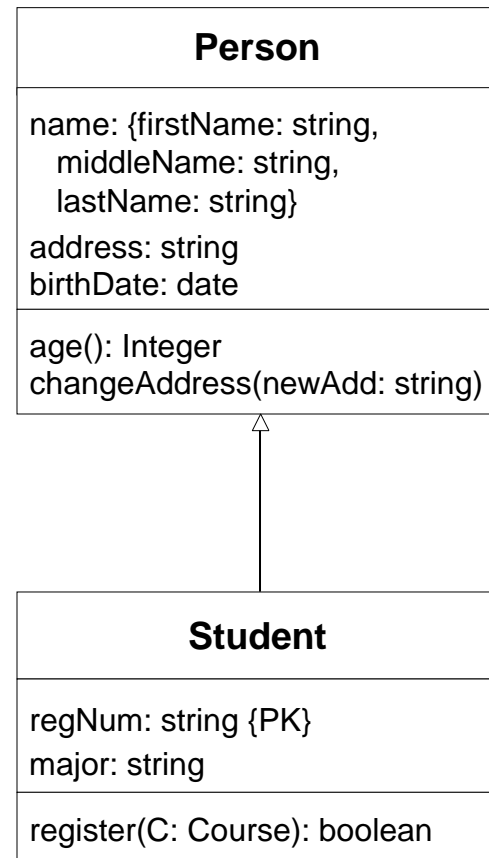 Person
name: {firstName: string,
middleName: string,
lastName: string}
address: string
birthDate: date
age(): Integer
changeAddress(newAdd: string)
Student
regNum: string {PK}
major: string
register(C: Course): boolean